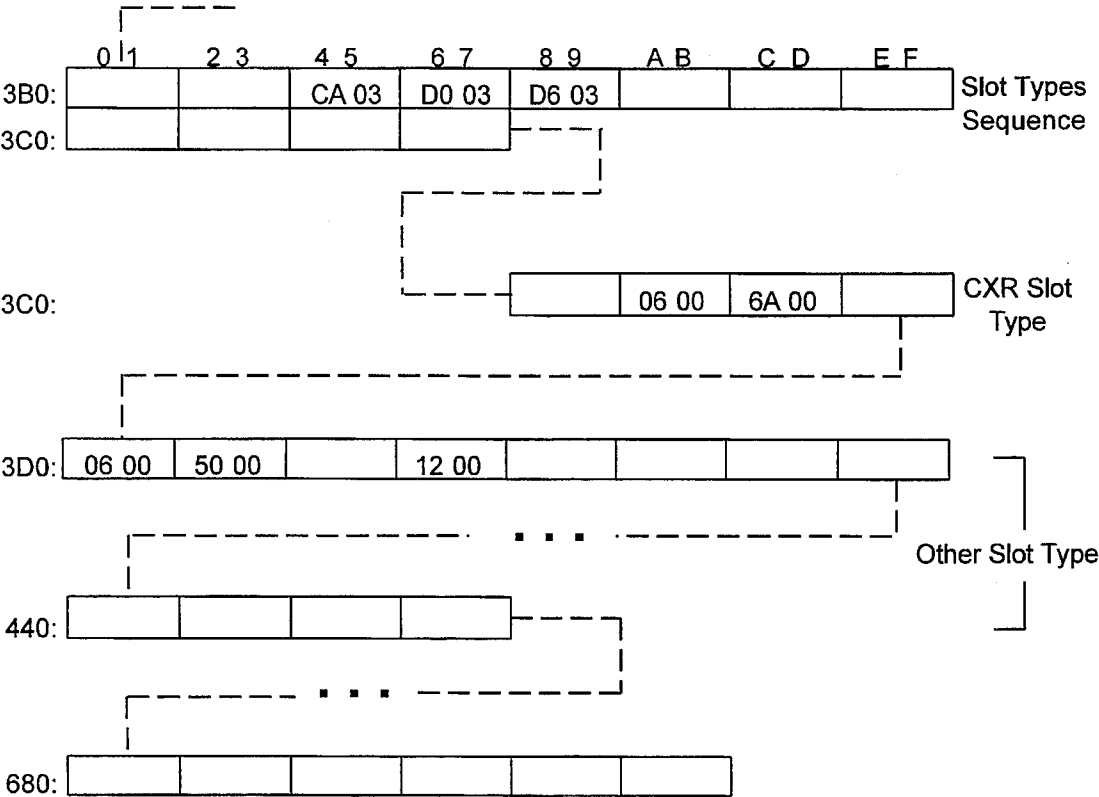 0 1 2 3 4 5 6 7 8 9 A B C D E F
3B0: CA 03 D0 03 D6 03 Slot Types
3C0: Sequence
3C0: 06 00 6A 00 CXR Slot
Type
3D0: 06 00 50 00 12 00
Other Slot Type
440:
680: